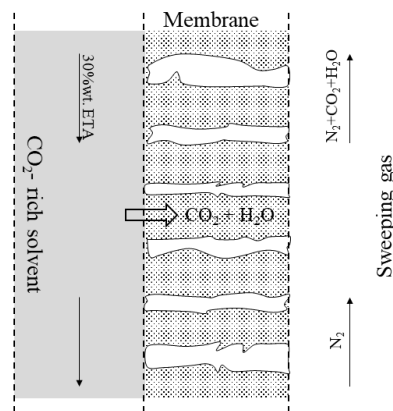 Membrane
30%wt. ETA
CO₂- rich solvent
CO₂ + H₂O
N₂+CO₂+H₂O
N₂
Sweeping gas